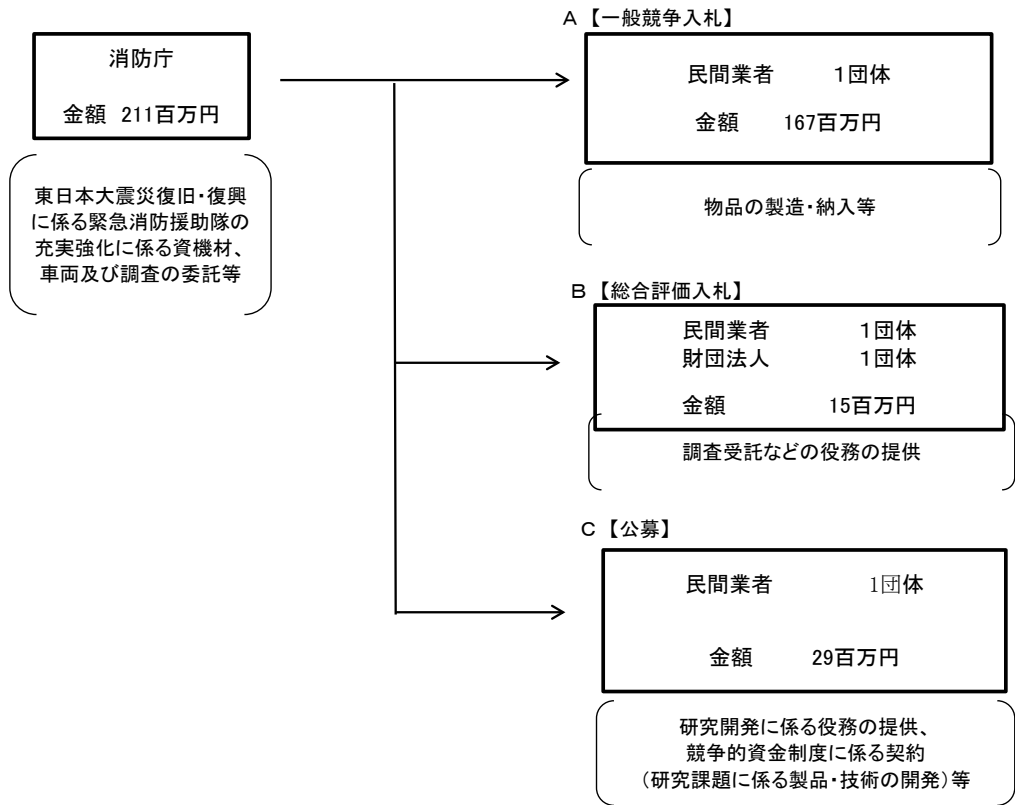 消防庁
金額 211百万円
東日本大震災復旧・復興
に係る緊急消防援助隊の
充実強化に係る資機材、
車両及び調査の委託等
A 【一般競争入札】
民間業者 1団体
金額 167百万円
物品の製造・納入等
B 【総合評価入札】
民間業者 1団体
財団法人 1団体
金額 15百万円
調査受託などの役務の提供
C 【公募】
民間業者 1団体
金額 29百万円
研究開発に係る役務の提供、
競争的資金制度に係る契約
（研究課題に係る製品・技術の開発）等